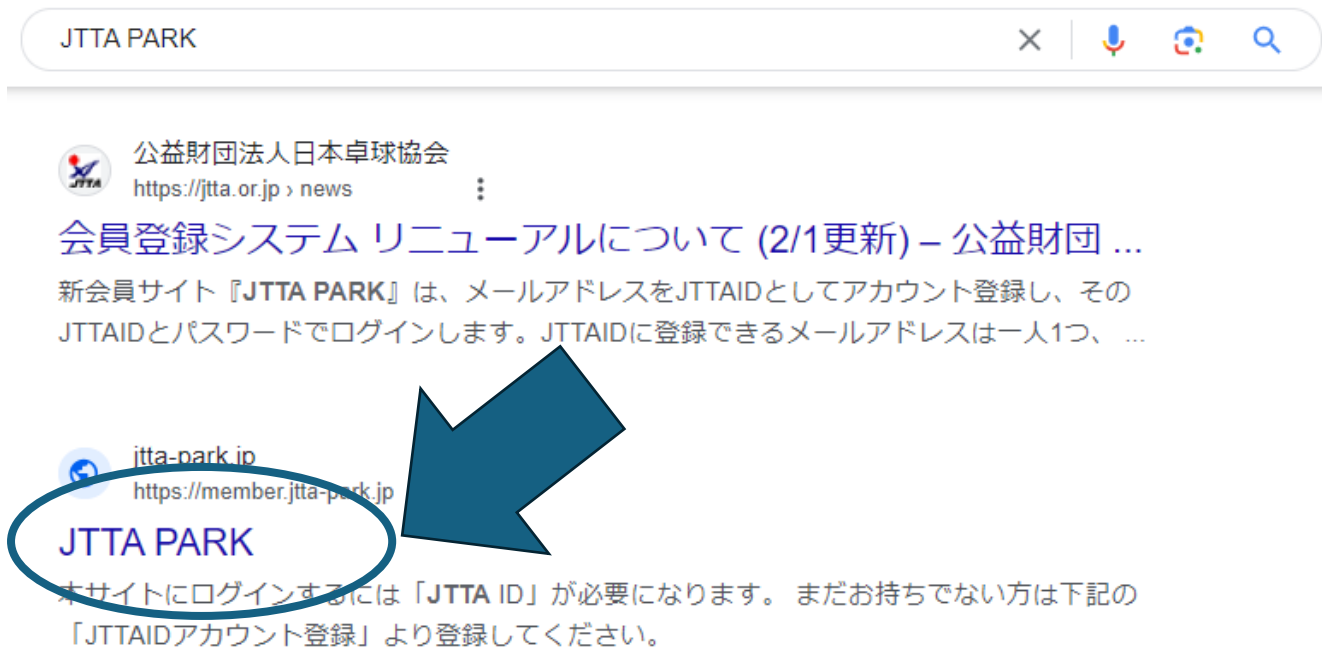 JTTA PARK
公益財団法人日本卓球協会
JTTA
https://jtta.or.jp › news
会員登録システム リニューアルについて (2/1更新) – 公益財団 ...
新会員サイト『JTTA PARK』は、メールアドレスをJTTAIDとしてアカウント登録し、その
JTTAIDとパスワードでログインします。JTTAIDに登録できるメールアドレスは一人1つ、 ...
jtta-park.jp
https://member.jtta-park.jp
JTTA PARK
本サイトにログインするには「JTTA ID」が必要になります。 まだお持ちでない方は下記の
「JTTAIDアカウント登録」より登録してください。